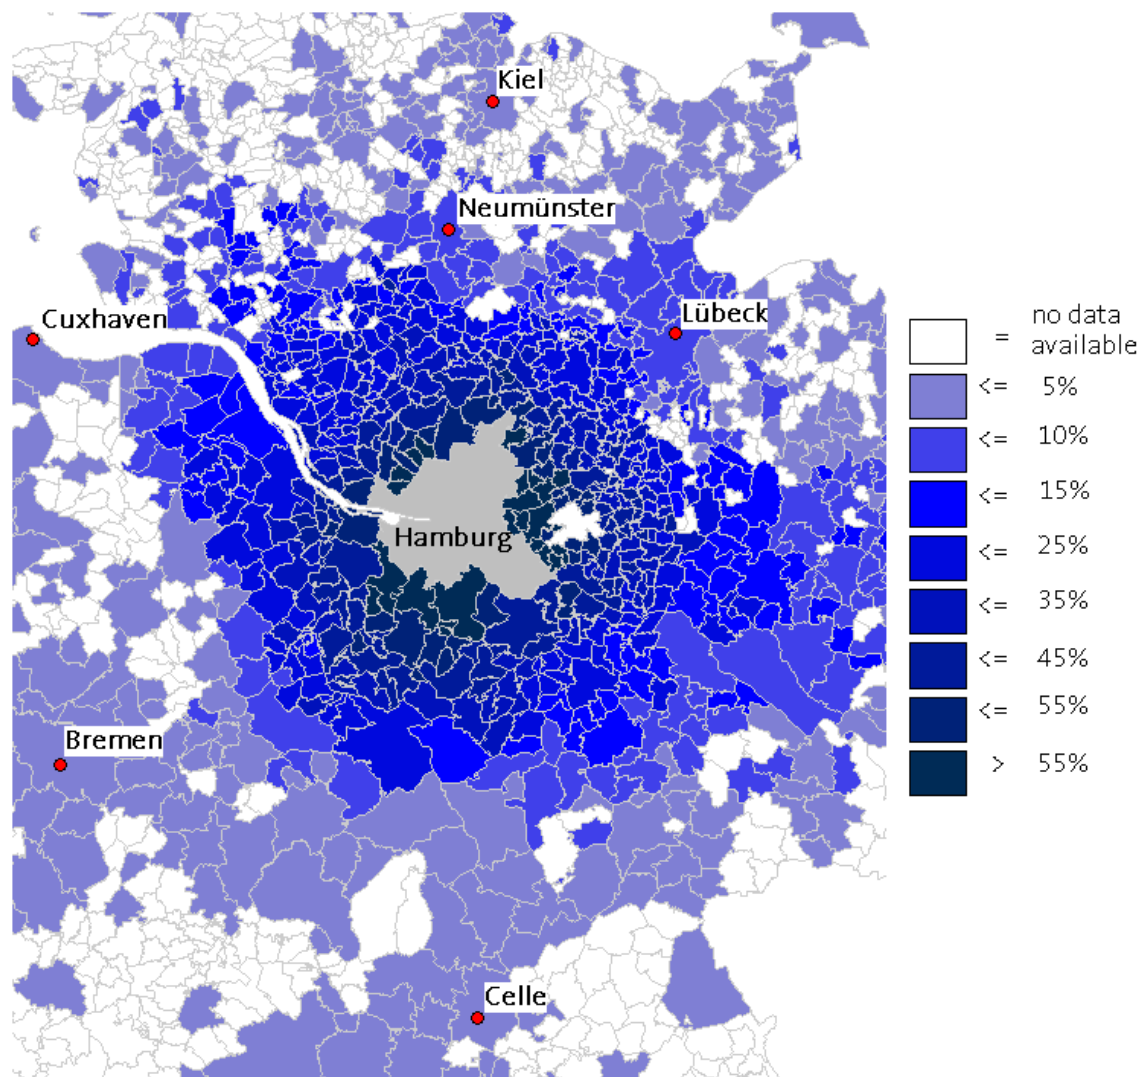 Kiel
Neumünster
Cuxhaven
Lübeck
Hamburg
Bremen
Celle
= no data
available
<= 5%
<= 10%
<= 15%
<= 25%
<= 35%
<= 45%
<= 55%
> 55%